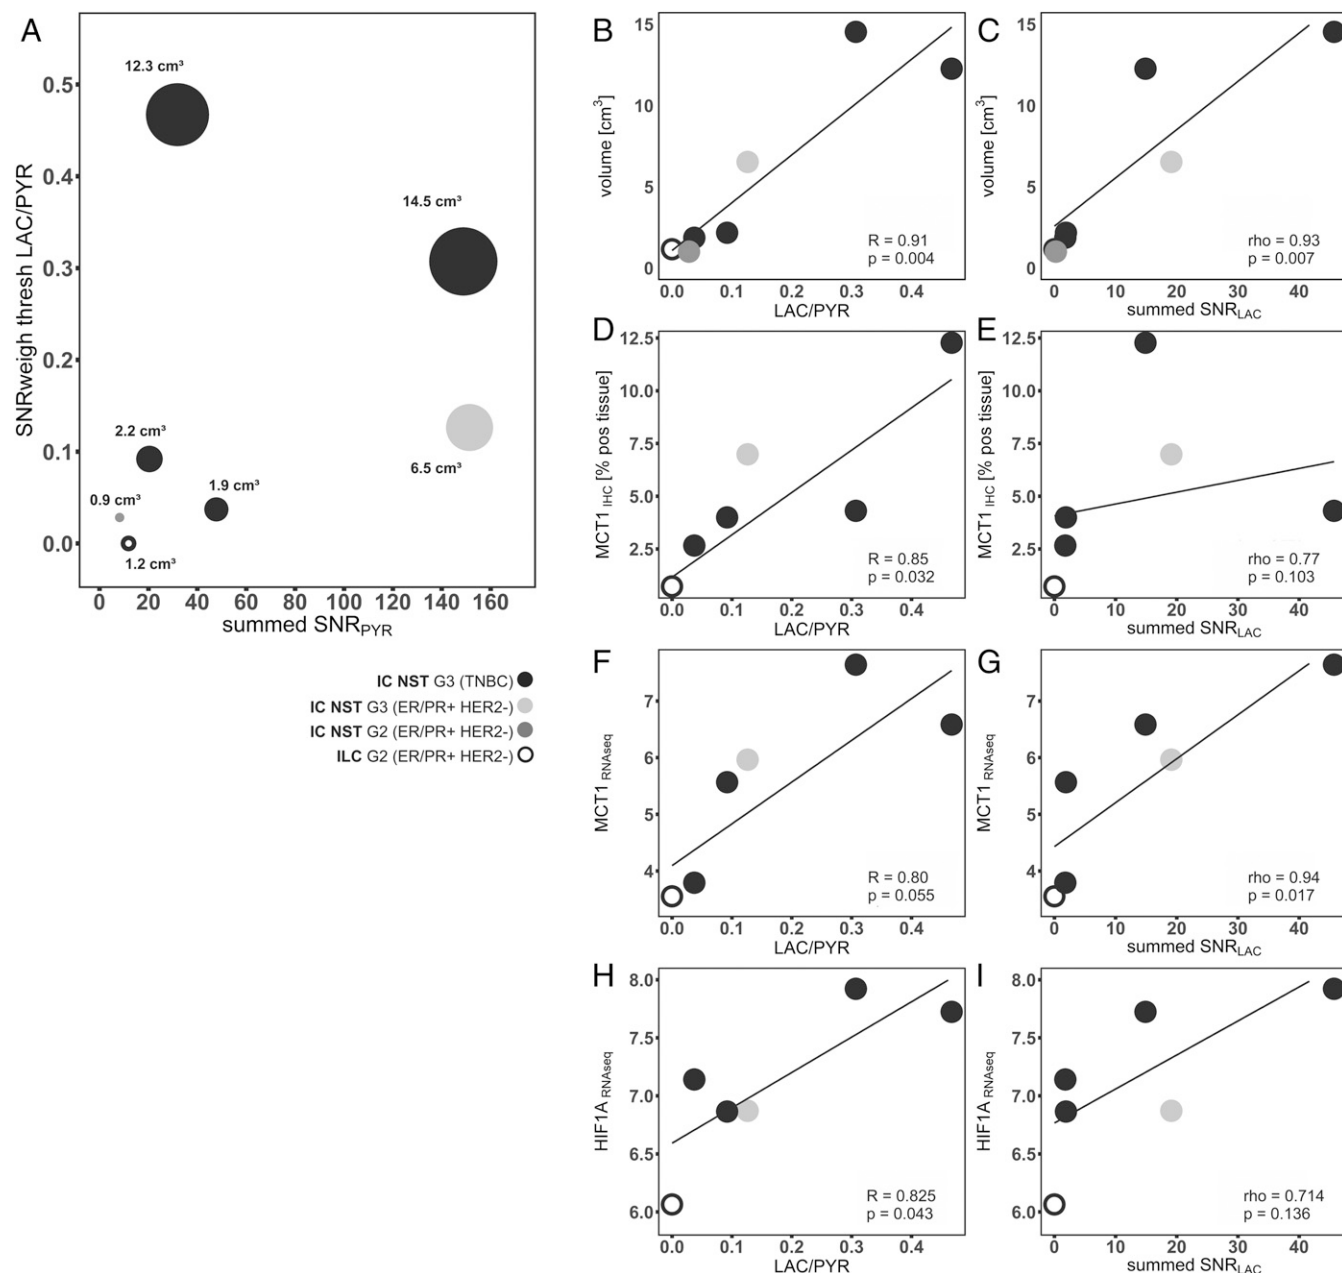 A
SNRweigh thresh LAC/PYR
0.5
0.4
0.3
0.2
0.1
0.0
12.3 cm³
14.5 cm³
2.2 cm³
6.5 cm³
0.9 cm³
1.9 cm³
1.2 cm³
0 20 40 60 80 100 120 140 160
summed SNRPYR
IC NST G3 (TNBC)
IC NST G3 (ER/PR+ HER2-)
IC NST G2 (ER/PR+ HER2-)
ILC G2 (ER/PR+ HER2-)
B
volume [cm³]
15
10
5
0
R = 0.91
p = 0.004
0.0 0.1 0.2 0.3 0.4
LAC/PYR
C
volume [cm³]
15
10
5
0
rho = 0.93
p = 0.007
0 10 20 30 40
summed SNRLAC
D
MCT1 IHC [% pos tissue]
12.5
10.0
7.5
5.0
2.5
R = 0.85
p = 0.032
0.0 0.1 0.2 0.3 0.4
LAC/PYR
E
MCT1 IHC [% pos tissue]
12.5
10.0
7.5
5.0
2.5
rho = 0.77
p = 0.103
0 10 20 30 40
summed SNRLAC
F
MCT1 RNAseq
7
6
5
4
R = 0.80
p = 0.055
0.0 0.1 0.2 0.3 0.4
LAC/PYR
G
MCT1 RNAseq
7
6
5
4
rho = 0.94
p = 0.017
0 10 20 30 40
summed SNRLAC
H
HIF1A RNAseq
8.0
7.5
7.0
6.5
6.0
R = 0.825
p = 0.043
0.0 0.1 0.2 0.3 0.4
LAC/PYR
I
HIF1A RNAseq
8.0
7.5
7.0
6.5
6.0
rho = 0.714
p = 0.136
0 10 20 30 40
summed SNRLAC